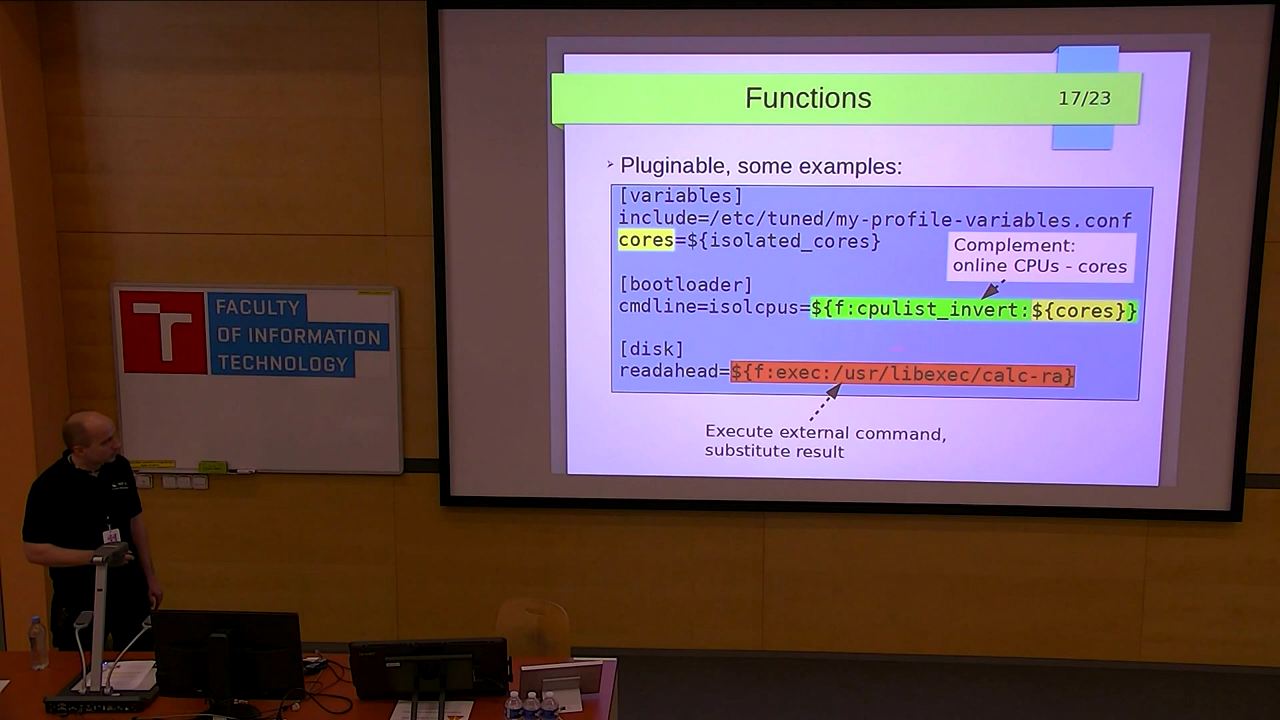 Functions
17/23
Pluginable, some examples:
[variables]
include=/etc/tuned/my-profile-variables.conf
cores=${isolated_cores}
Complement:
online CPUs - cores
[bootloader]
cmdline=isolcpus=${f:cpulist_invert:${cores}}
[disk]
readahead=${f:exec:/usr/libexec/calc-ra}
Execute external command,
substitute result
FACULTY
OF INFORMATION
TECHNOLOGY